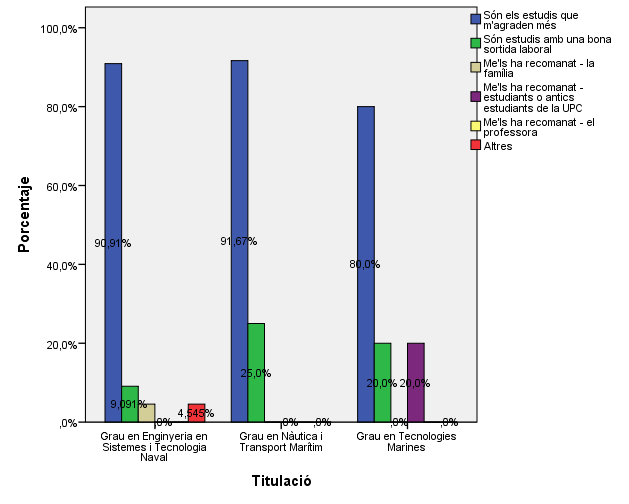 100,0%
80,0%
60,0%
40,0%
20,0%
,0%
Porcentaje
90,91%
9,091%
,0%
4,545%
91,67%
25,0%
,0%
,0%
80,0%
20,0%
,0%
20,0%
,0%
Grau en Enginyeria en
Sistemes i Tecnologia
Naval
Grau en Nàutica i
Transport Marítim
Grau en Tecnologies
Marines
Titulació
Són els estudis que
m'agraden més
Són estudis amb una bona
sortida laboral
Me'ls ha recomanat - la
família
Me'ls ha recomanat -
estudiants o antics
estudiants de la UPC
Me'ls ha recomanat - el
professora
Altres